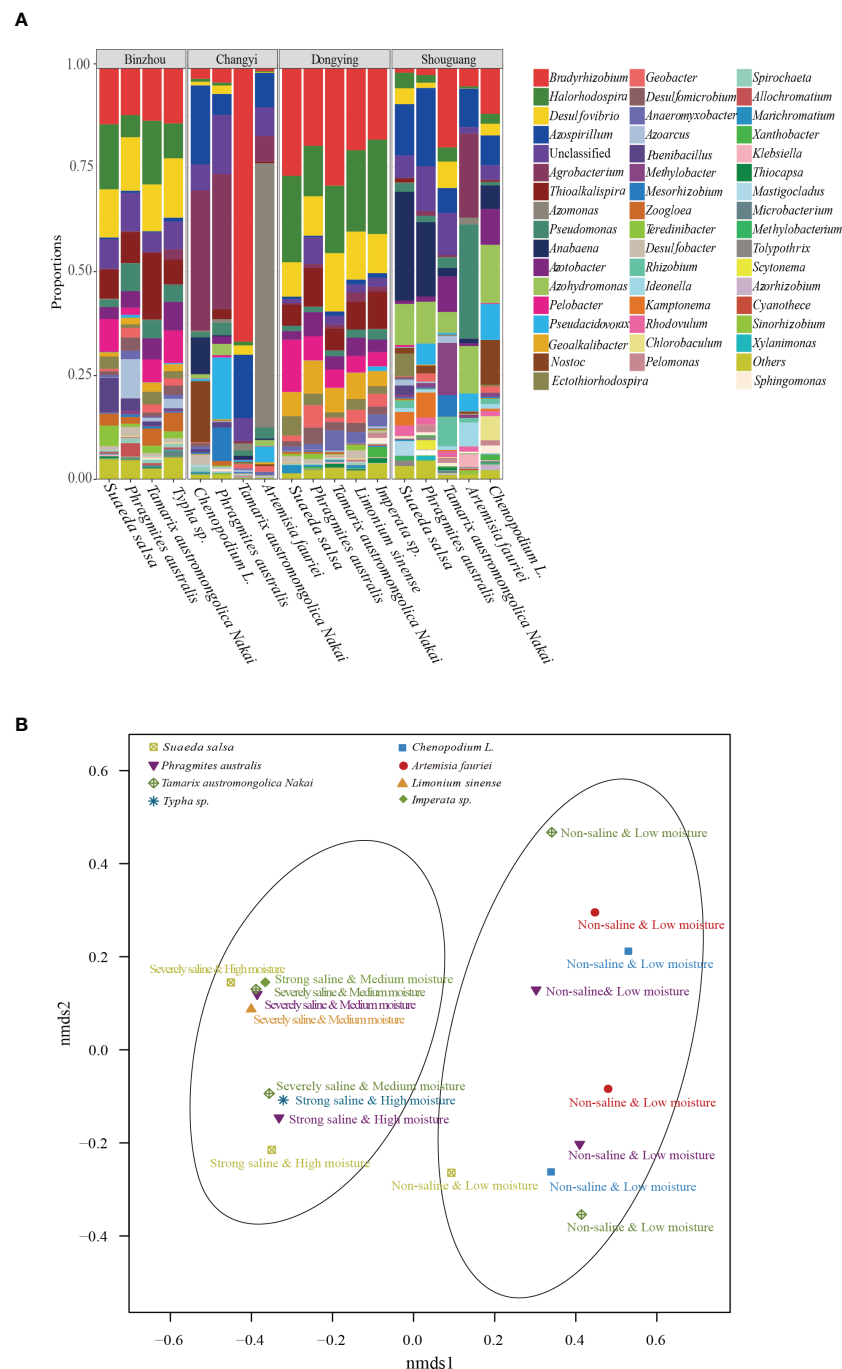 A
Binzhou Changyi Dongying Shouguang
1.00
0.75
0.50
0.25
0.00
Proportions
Suaeda salsa
Phragmites australis
Tamarix austromongolica Nakai
Typha sp.
Chenopodium L.
Phragmites australis
Tamarix austromongolica Nakai
Artemisia fauriei
Suaeda salsa
Phragmites australis
Tamarix austromongolica Nakai
Limonium sinense
Imperata sp.
Suaeda salsa
Phragmites australis
Tamarix austromongolica Nakai
Artemisia fauriei
Chenopodium L.
Bradyrhizobium
Halorhodospira
Desulfovibrio
Azospirillum
Unclassified
Agrobacterium
Thioalkalispira
Azomonas
Pseudomonas
Anabaena
Azotobacter
Azohydromonas
Pelobacter
Pseudacidovorax
Geoalkalibacter
Nostoc
Ectothiorhodospira
Geobacter
Desulfomicrobium
Anaeromyxobacter
Azoarcus
Paenibacillus
Methylobacter
Mesorhizobium
Zoogloea
Teredinibacter
Desulfobacter
Rhizobium
Ideonella
Kamptonema
Rhodovulum
Chlorobaculum
Pelomonas
Spirochaeta
Allochromatium
Marichromatium
Xanthobacter
Klebsiella
Thiocapsa
Mastigocladus
Microbacterium
Methylobacterium
Tolypothrix
Scytonema
Azorhizobium
Cyanothece
Sinorhizobium
Xylanimonas
Others
Sphingomonas
B
Suaeda salsa
Phragmites australis
Tamarix austromongolica Nakai
Typha sp.
Chenopodium L.
Artemisia fauriei
Limonium sinense
Imperata sp.
0.6
0.4
0.2
0.0
−0.2
−0.4
nmds2
Non-saline & Low moisture
Non-saline & Low moisture
Non-saline & Low moisture
Severely saline & High moisture
Strong saline & Medium moisture
Severely saline & Medium moisture
Non-saline& Low moisture
Severely saline & Medium moisture
Severely saline & Medium moisture
Severely saline & Medium moisture
Strong saline & High moisture
Non-saline & Low moisture
Strong saline & High moisture
Non-saline & Low moisture
Strong saline & High moisture
Non-saline & Low moisture
Non-saline & Low moisture
Non-saline & Low moisture
−0.6 −0.4 −0.2 0.0 0.2 0.4 0.6
nmds1